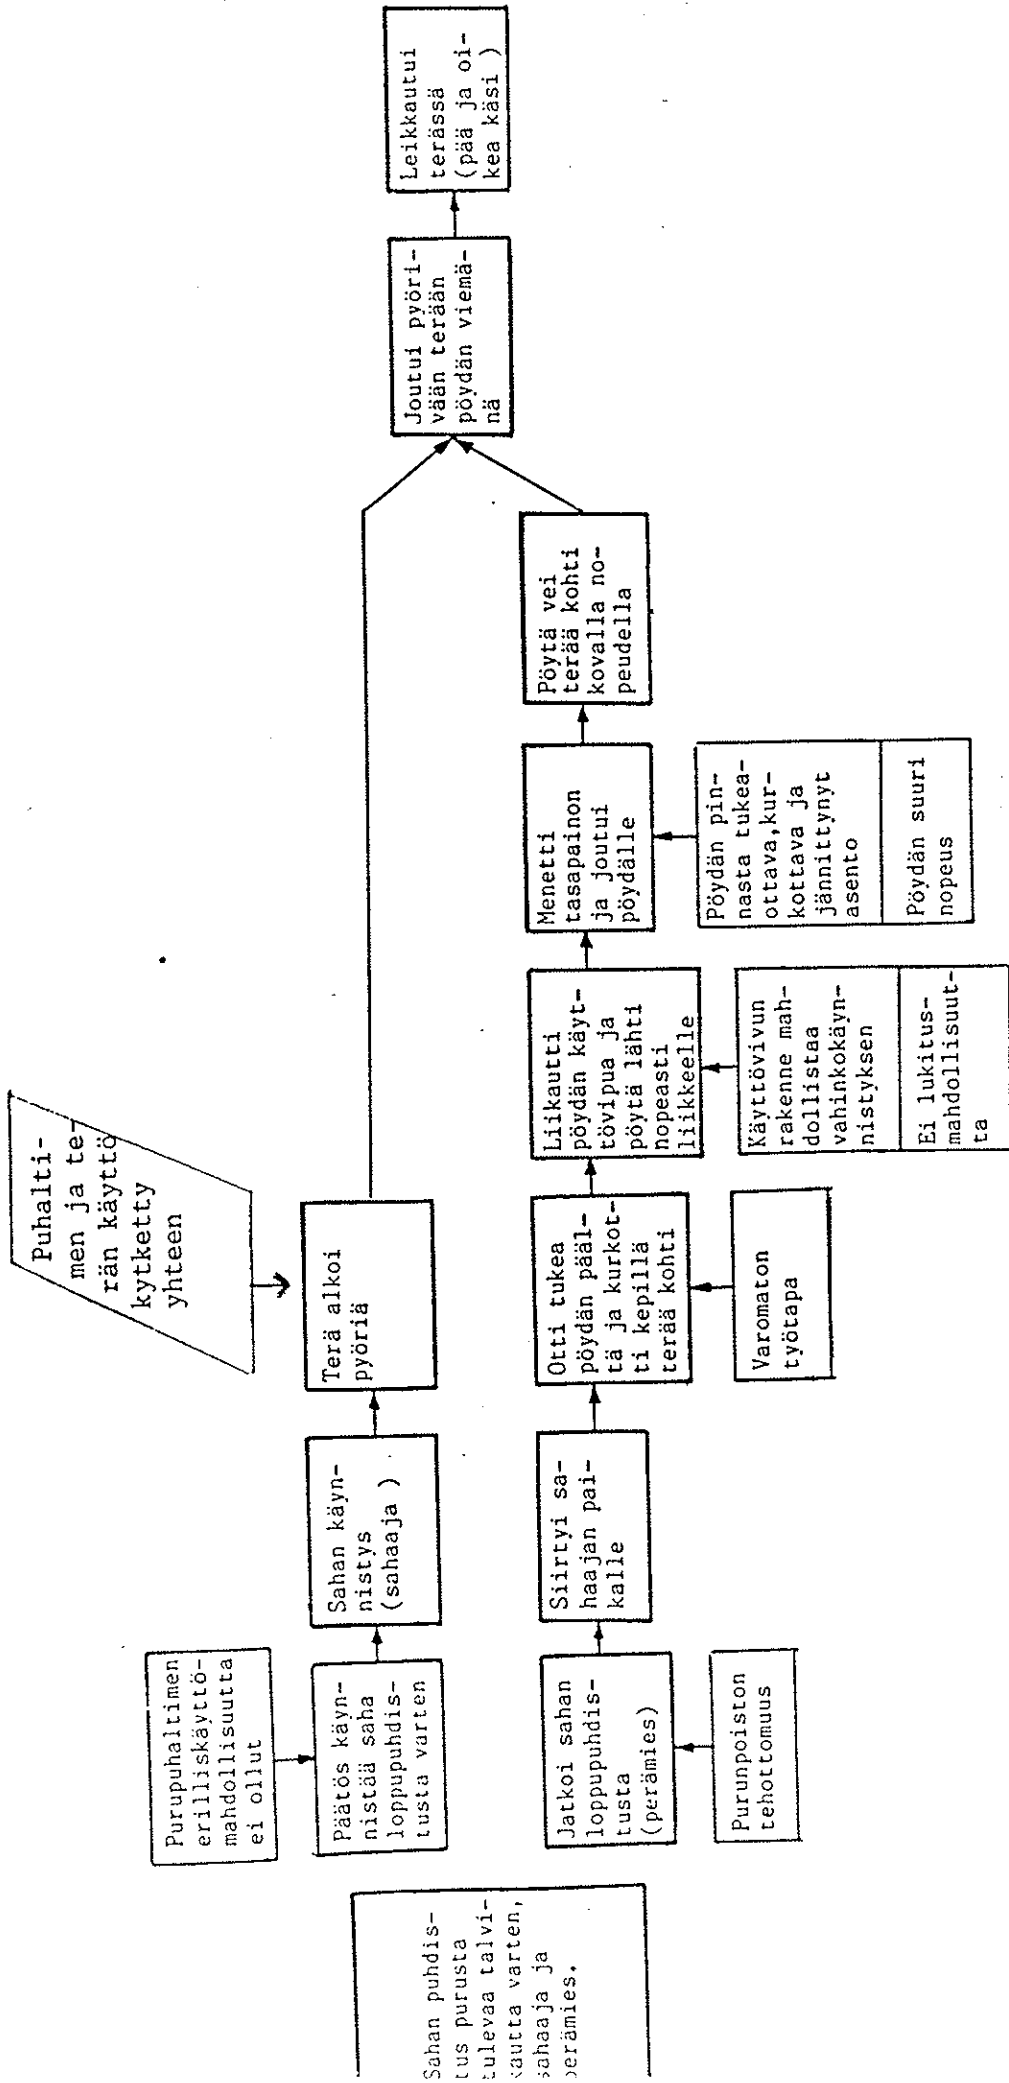 Sahan puhdis-
tus purusta
tulevaa talvi-
kautta varten,
sahaaja ja
perämies.
Purupuhaltimen
erilliskäyttö-
mahdollisuutta
ei ollut
Päätös käyn-
nistää saha
loppupuhdis-
tusta varten
Sahan käyn-
nistys
(sahaaja )
Puhalti-
men ja te-
rän käyttö
kytketty
yhteen
Terä alkoi
pyöriä
Jatkoi sahan
loppupuhdis-
tusta
(perämies)
Purunpoiston
tehottomuus
Siirtyi sa-
haajan pai-
kalle
Otti tukea
pöydän pääl-
tä ja kurkot-
ti kepillä
terää kohti
Varomaton
työtapa
Liikautti
pöydän käyt-
tövipua ja
pöytä lähti
nopeasti
liikkeelle
Käyttövivun
rakenne mah-
dollistaa
vahinkokäyn-
nistyksen
Ei lukitus-
mahdollisuut-
ta
Menetti
tasapainon
ja joutui
pöydälle
Pöydän pin-
nasta tukea-
ottava,kur-
kottava ja
jännittynyt
asento
Pöydän suuri
nopeus
Pöytä vei
terää kohti
kovalla no-
peudella
Joutui pyöri-
vään terään
pöydän viemä-
nä
Leikkautui
terässä
(pää ja oi-
kea käsi )